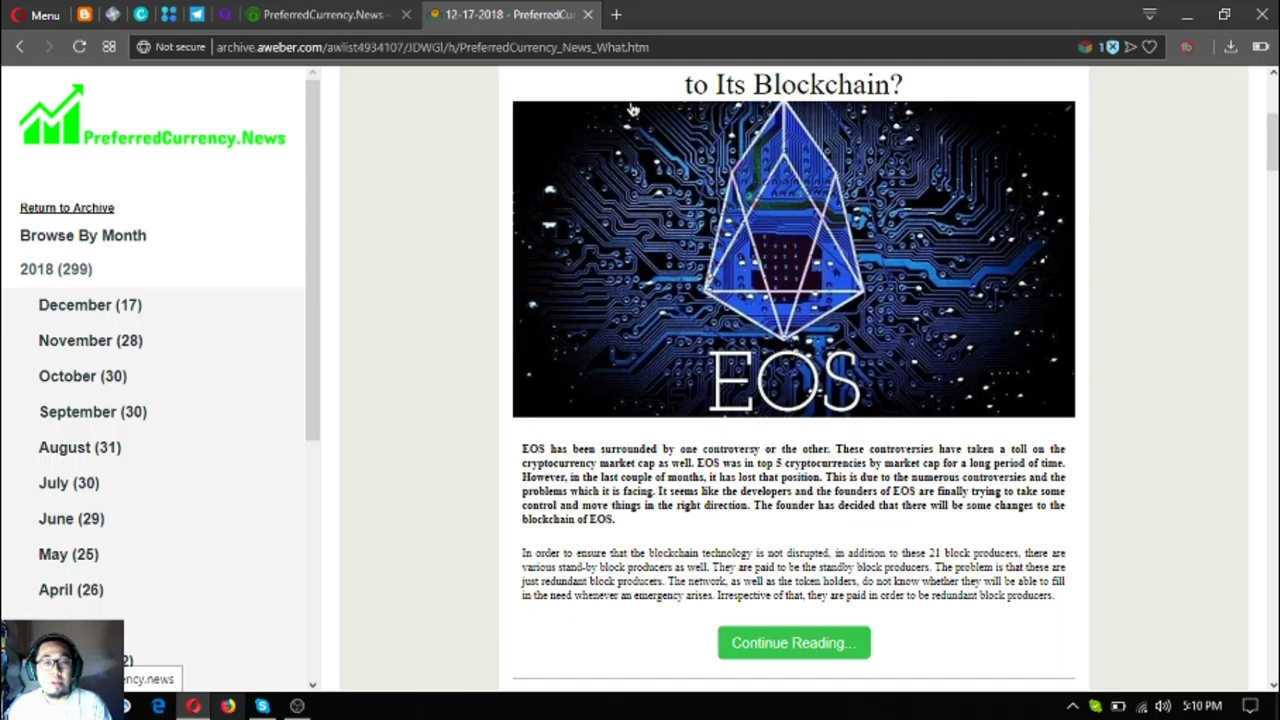 Menu
PreferredCurrency.News -
12-17-2018 - PreferredCur
Not secure
archive.aweber.com/awlist4934107/JDWGl/h/PreferredCurrency_News_What.htm
1
PreferredCurrency.News
Return to Archive
Browse By Month
2018 (299)
December (17)
November (28)
October (30)
September (30)
August (31)
July (30)
June (29)
May (25)
April (26)
2)
ncy.news
to Its Blockchain?
EOS
EOS has been surrounded by one controversy or the other. These controversies have taken a toll on the
cryptocurrency market cap as well. EOS was in top 5 cryptocurrencies by market cap for a long period of time.
However, in the last couple of months, it has lost that position. This is due to the numerous controversies and the
problems which it is facing. It seems like the developers and the founders of EOS are finally trying to take some
control and move things in the right direction. The founder has decided that there will be some changes to the
blockchain of EOS.
In order to ensure that the blockchain technology is not disrupted, in addition to these 21 block producers, there are
various stand-by block producers as well. They are paid to be the standby block producers. The problem is that these are
just redundant block producers. The network, as well as the token holders, do not know whether they will be able to fill
in the need whenever an emergency arises. Irrespective of that, they are paid in order to be redundant block producers.
Continue Reading...
5:10 PM